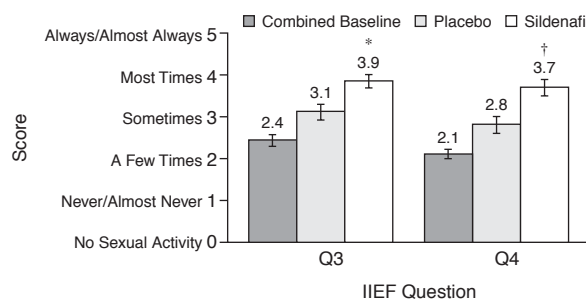 Combined Baseline Placebo Sildenafi
Always/Almost Always 5
Most Times 4
Sometimes 3
A Few Times 2
Never/Almost Never 1
No Sexual Activity 0
Score
2.4
3.1
*
3.9
2.1
2.8
†
3.7
Q3 Q4
IIEF Question